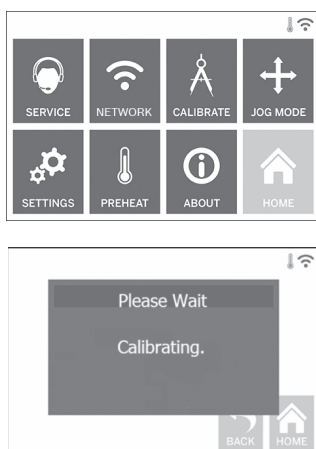 SERVICE NETWORK CALIBRATE JOG MODE
SETTINGS PREHEAT ABOUT HOME
Please Wait
Calibrating.
BACK HOME